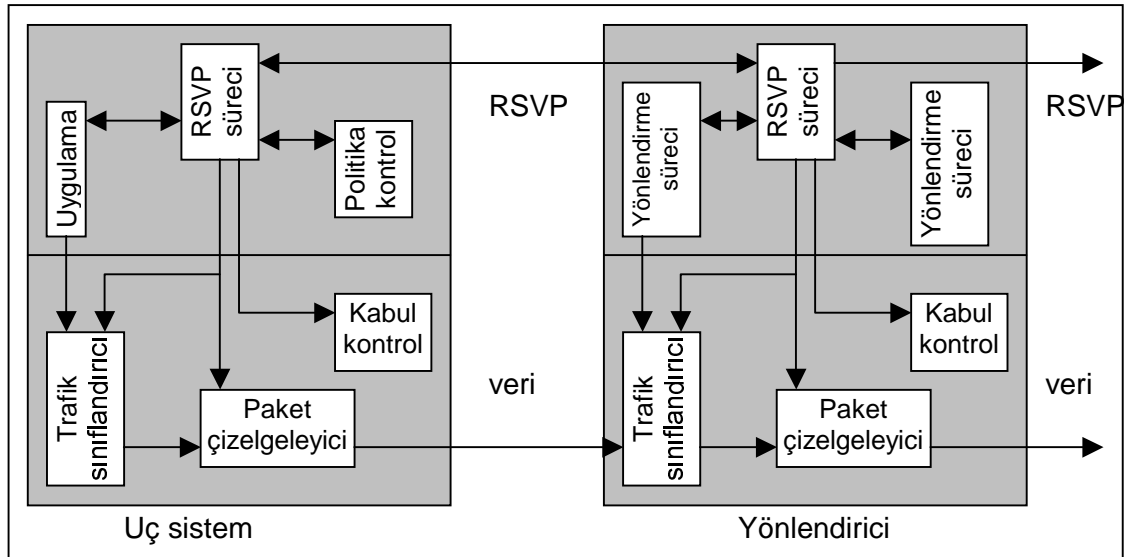 RSVP
süreci
Uygulama
Politika
kontrol
Kabul
kontrol
Trafik
sınıflandırıcı
Paket
çizelgeleyici
Uç sistem
RSVP
veri
RSVP
süreci
Yönlendirme
süreci
Yönlendirme
süreci
Kabul
kontrol
Trafik
sınıflandırıcı
Paket
çizelgeleyici
Yönlendirici
RSVP
veri